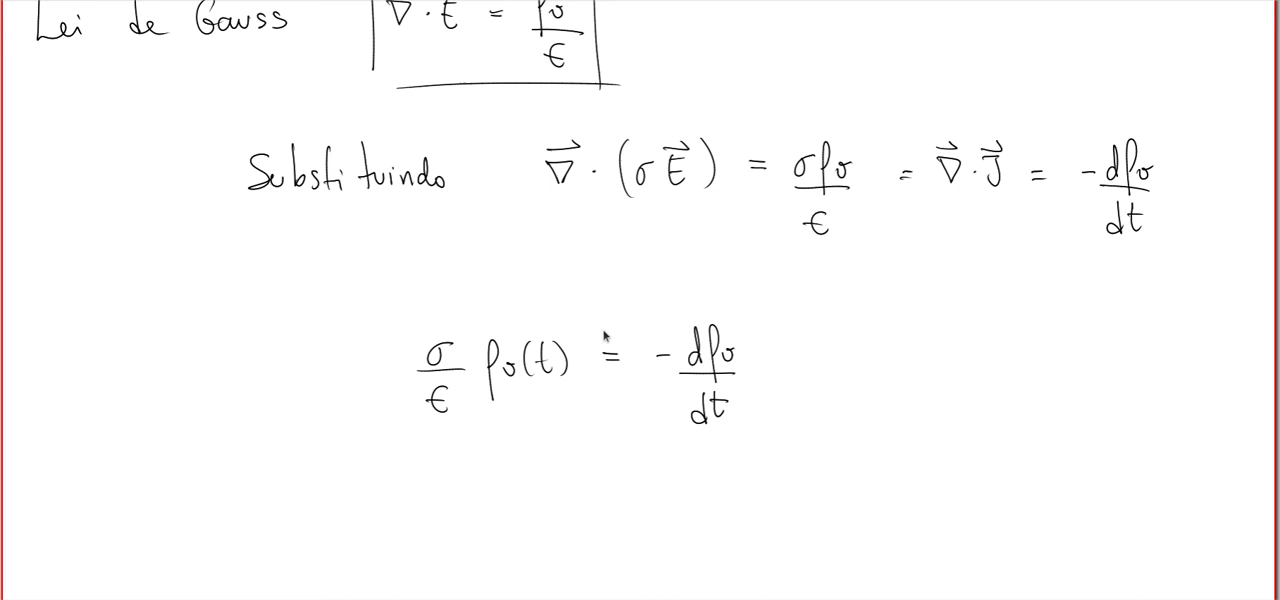 Lei de Gauss ∇·E = ρv/ϵ
Substituindo ∇⃗·(σE⃗) = σρv/ϵ = ∇⃗·J⃗ = -dρv/dt
σ/ϵ ρv(t) = -dρv/dt